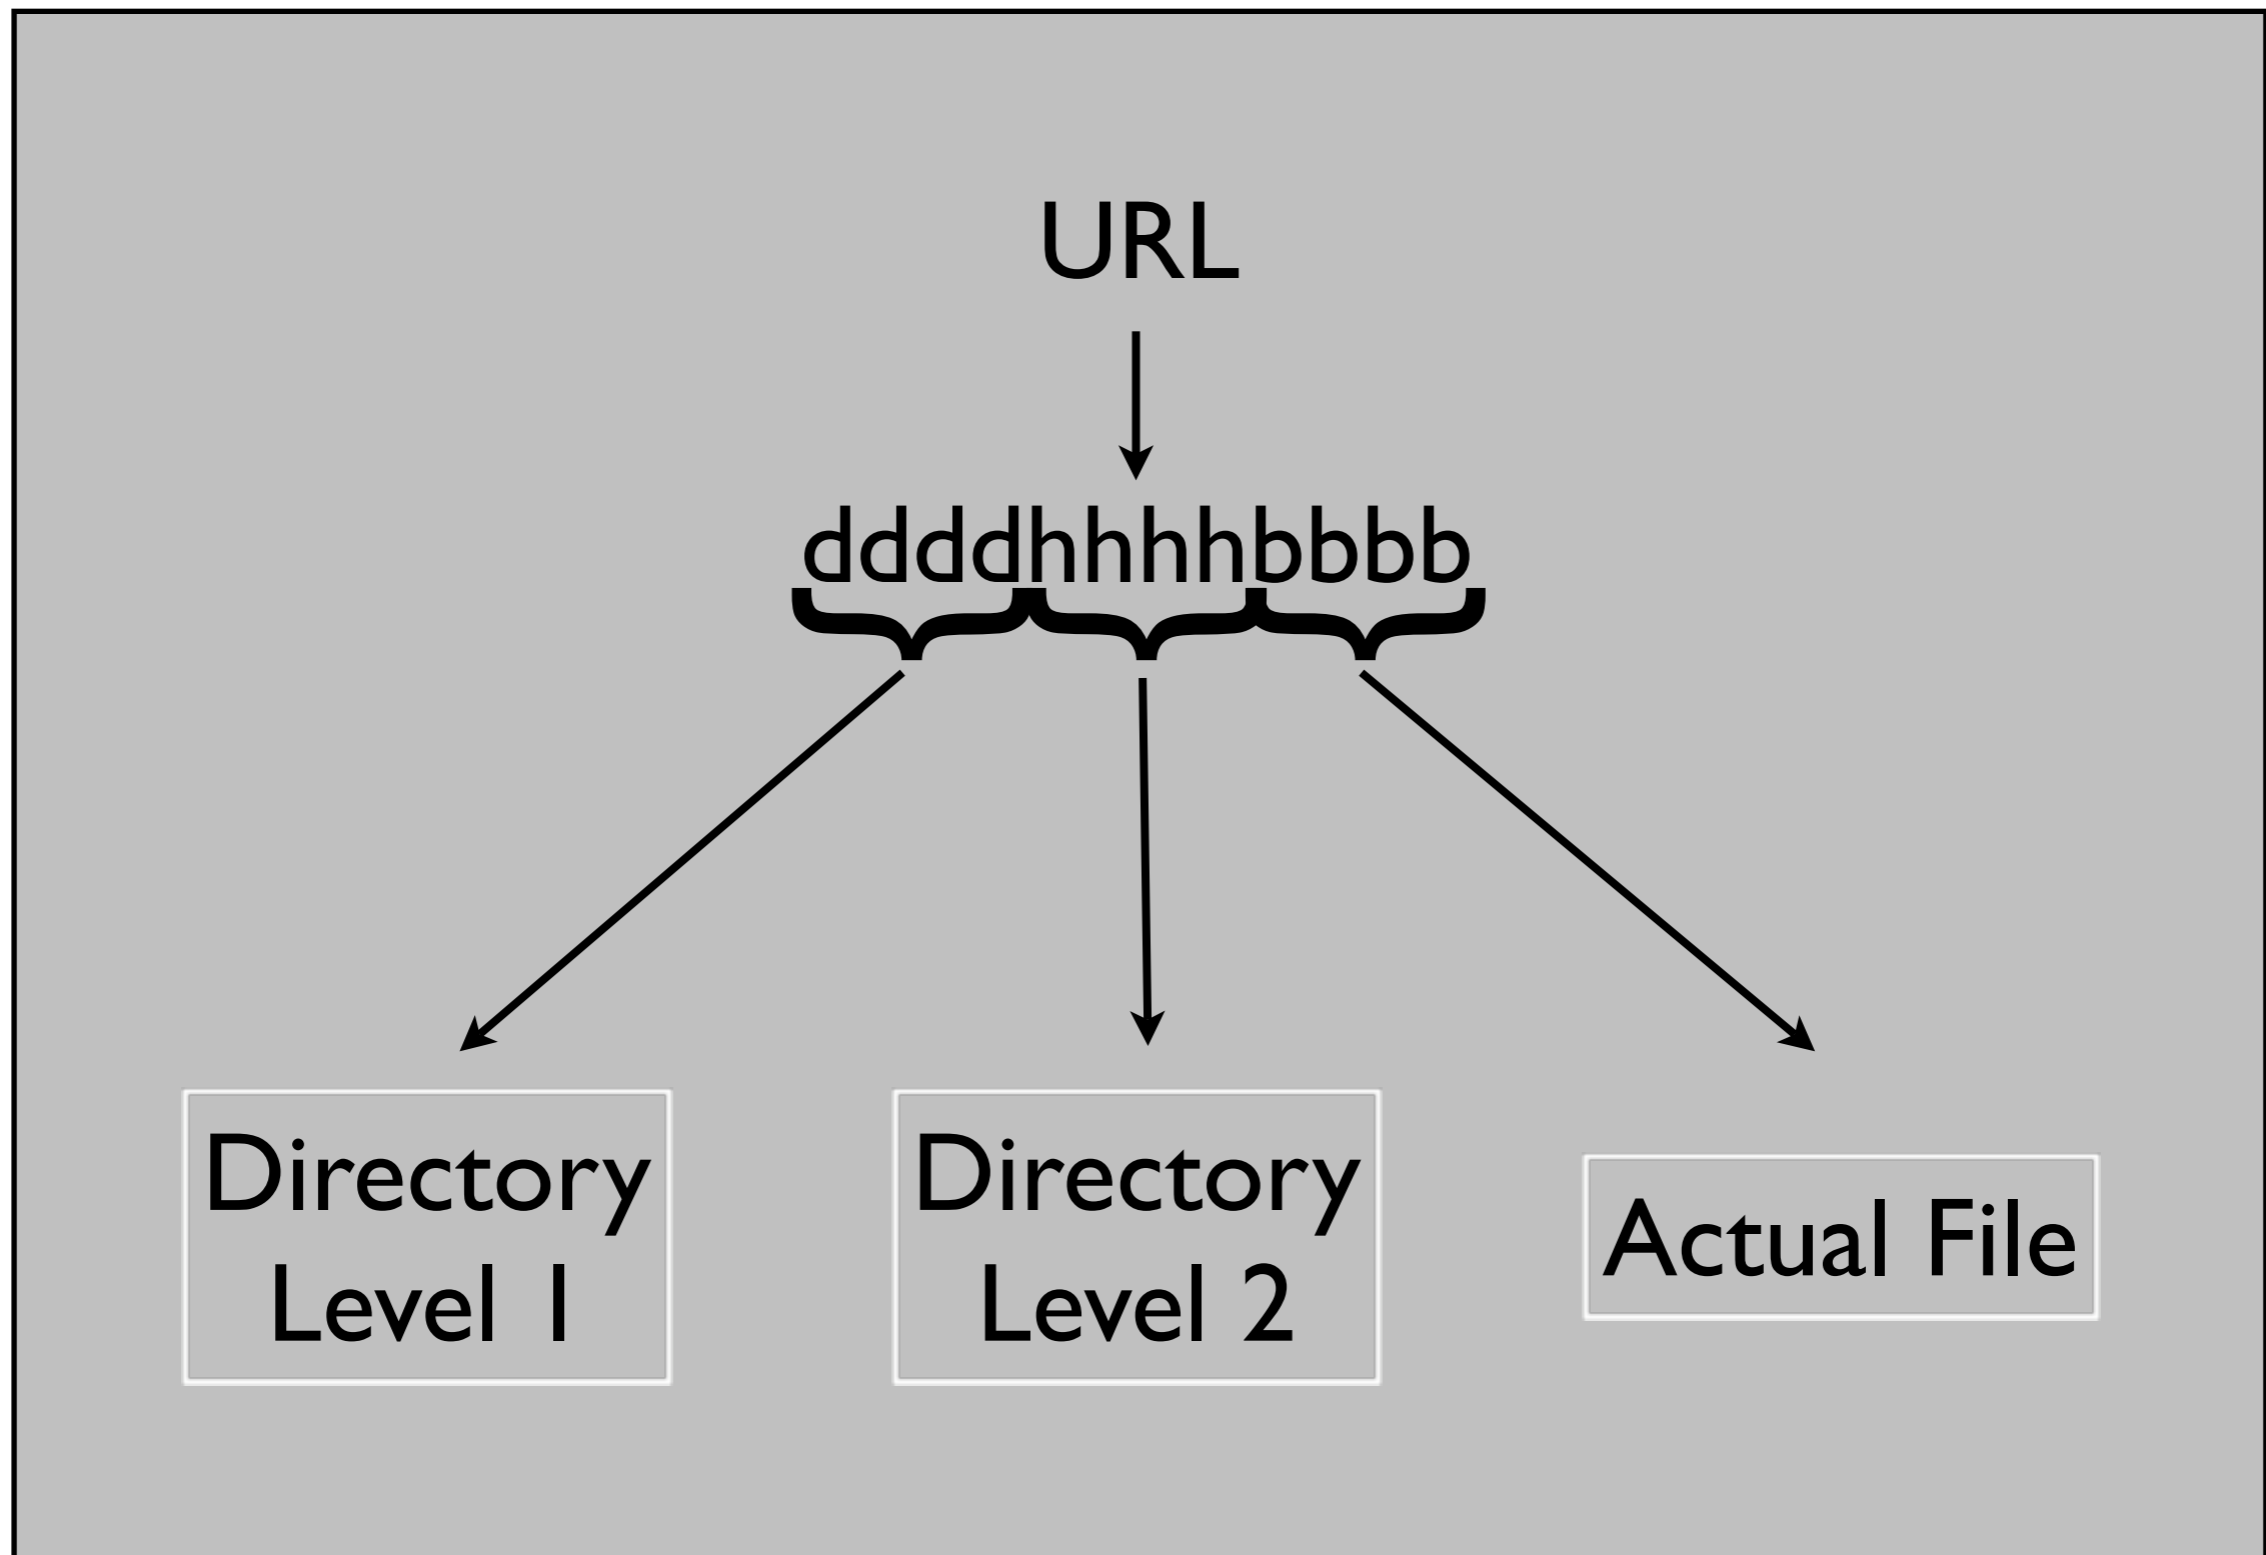 URL
ddddhhhhbbbb
Directory
Level 1
Directory
Level 2
Actual File